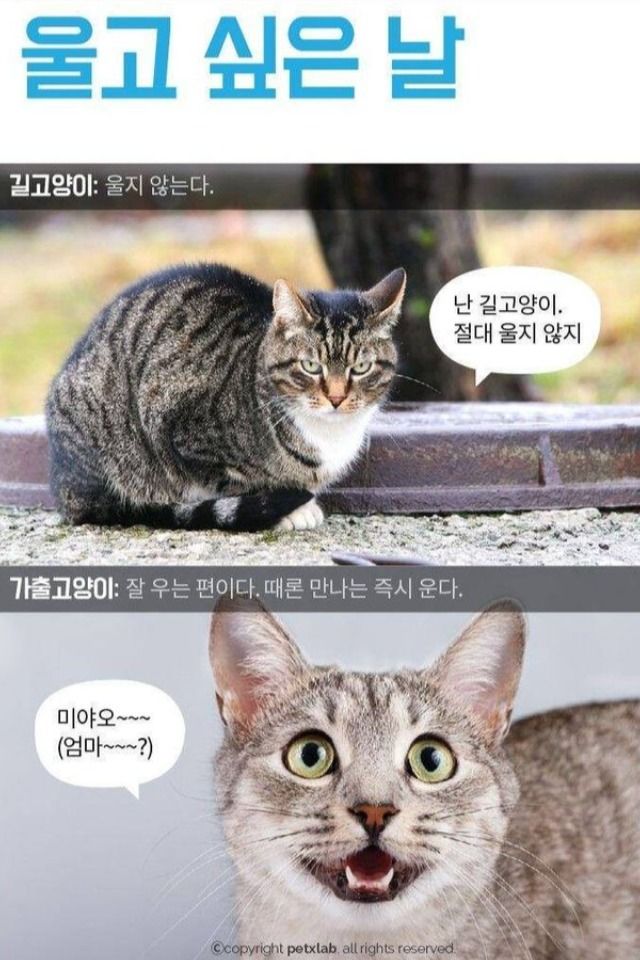 울고 싶은 날
길고양이: 울지 않는다.
난 길고양이.
절대 울지 않지
가출고양이: 잘 우는 편이다. 때론 만나는 즉시 운다.
미야오~~~
(엄마~~~?)
©copyright petxlab. all rights reserved.